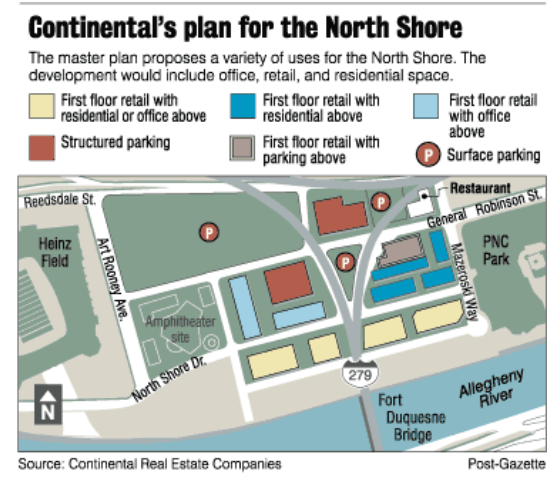 Continental's plan for the North Shore
The master plan proposes a variety of uses for the North Shore. The
development would include office, retail, and residential space.
First floor retail with
residential or office above
First floor retail with
residential above
First floor retail
with office
above
Structured parking
First floor retail with
parking above
P
Surface parking
Reedsdale St.
P
Restaurant
General Robinson St.
Heinz
Field
Art Rooney Ave.
P
P
Mazeroski Way
PNC
Park
Amphitheater
site
North Shore Dr.
279
N
Fort
Duquesne
Bridge
Allegheny
River
Source: Continental Real Estate Companies
Post-Gazette